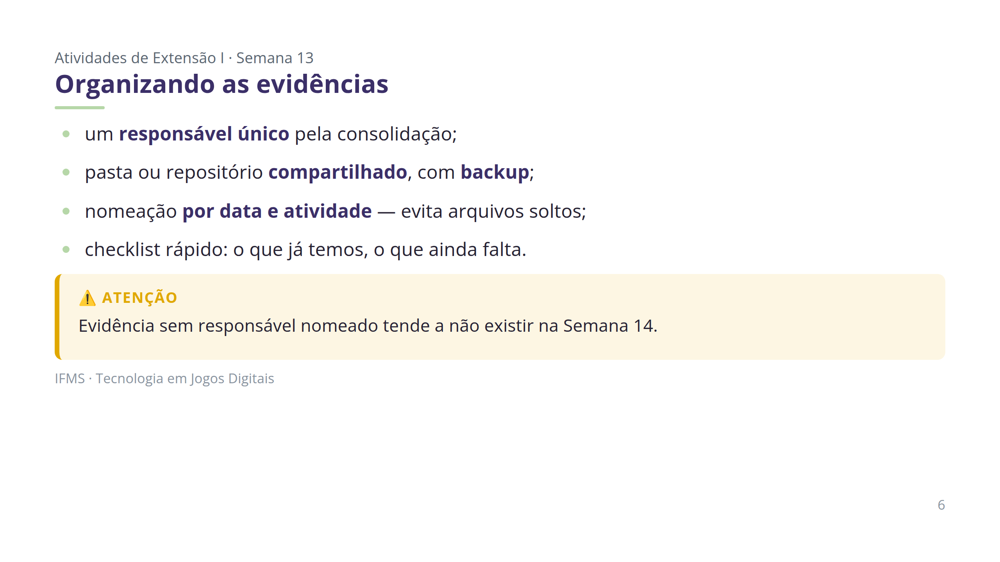 Atividades de Extensão I · Semana 13
Organizando as evidências
um responsável único pela consolidação;
pasta ou repositório compartilhado, com backup;
nomeação por data e atividade — evita arquivos soltos;
checklist rápido: o que já temos, o que ainda falta.
⚠️ ATENÇÃO
Evidência sem responsável nomeado tende a não existir na Semana 14.
IFMS · Tecnologia em Jogos Digitais
6